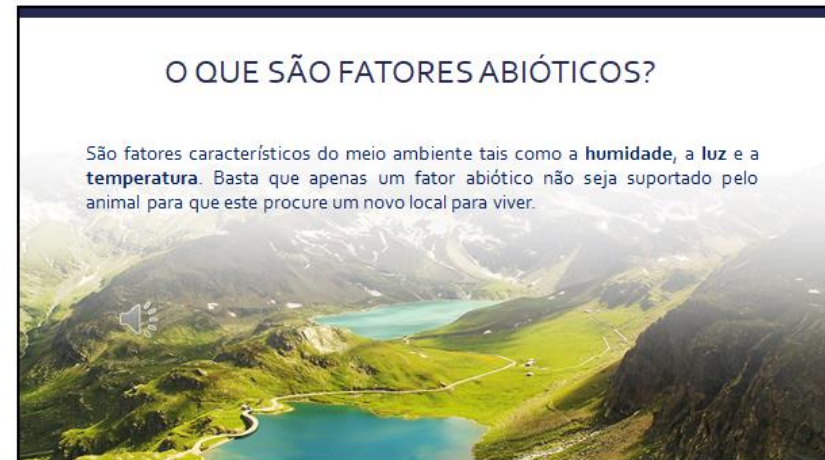 O QUE SÃO FATORES ABIÓTICOS?
São fatores característicos do meio ambiente tais como a humidade, a luz e a
temperatura. Basta que apenas um fator abiótico não seja suportado pelo
animal para que este procure um novo local para viver.